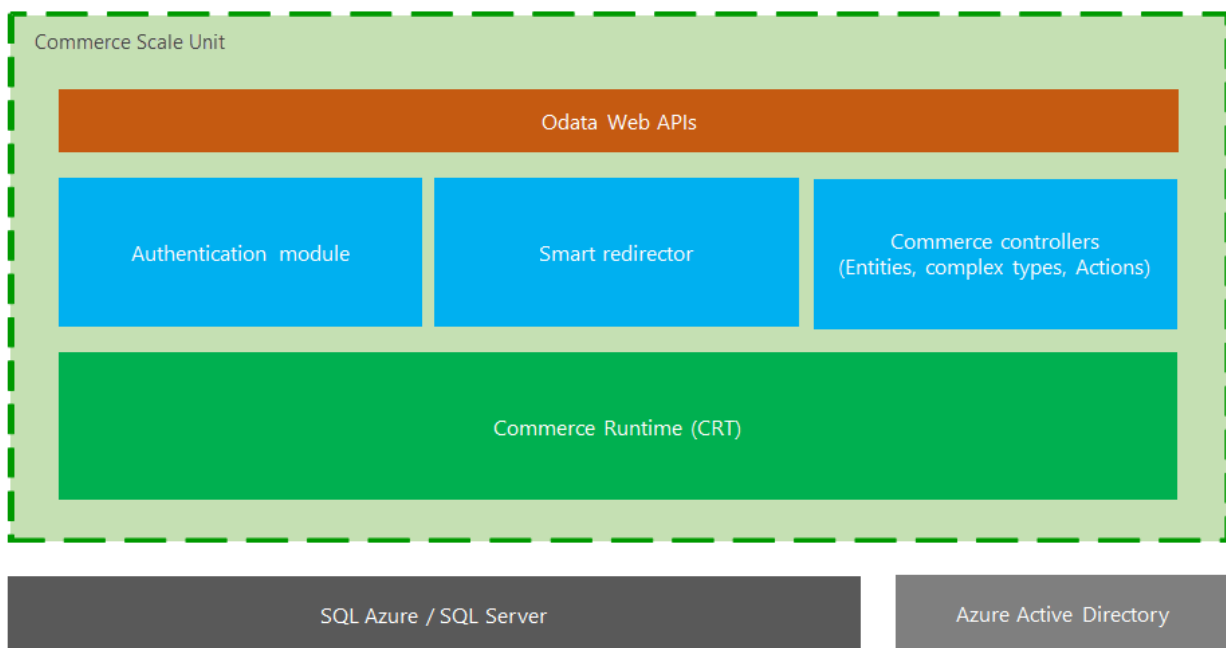 Commerce Scale Unit
Odata Web APIs
Authentication module
Smart redirector
Commerce controllers
(Entities, complex types, Actions)
Commerce Runtime (CRT)
SQL Azure / SQL Server
Azure Active Directory